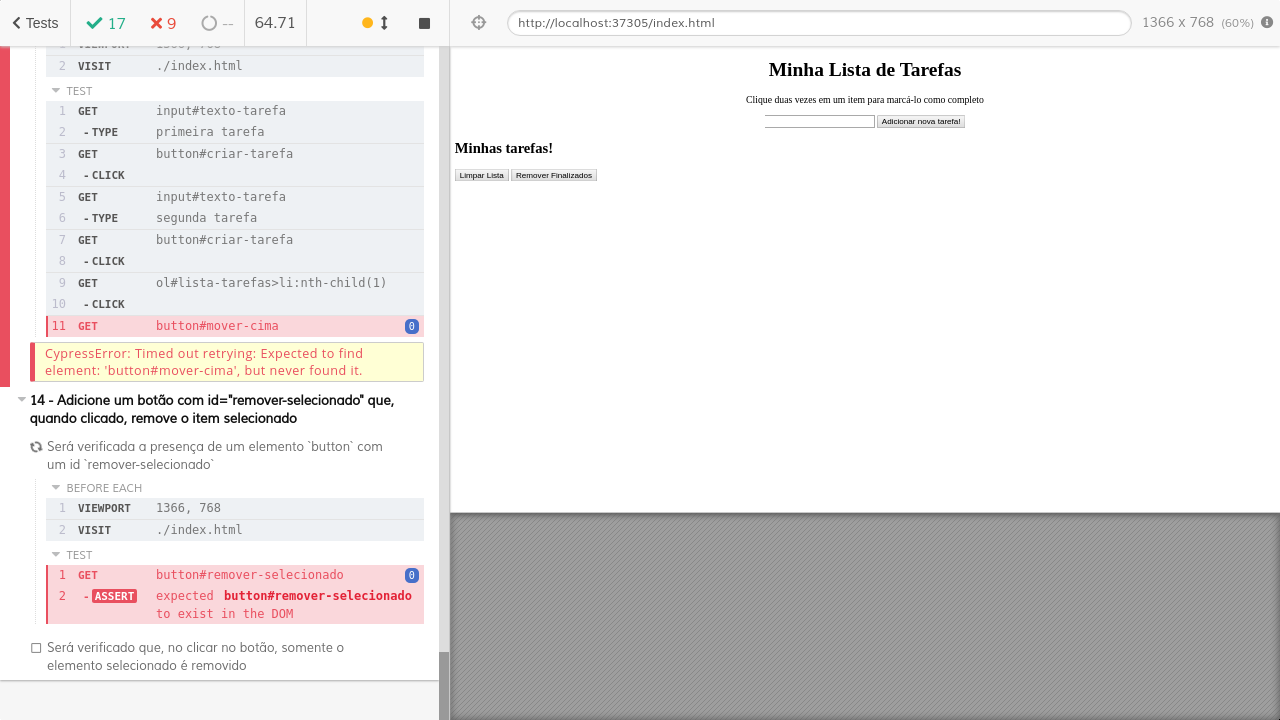 Tests
17
9
--
64.71
http://localhost:37305/index.html
1366 x 768 (60%)
1 VIEWPORT 1366, 768
2 VISIT ./index.html
TEST
1 GET input#texto-tarefa
2 - TYPE primeira tarefa
3 GET button#criar-tarefa
4 - CLICK
5 GET input#texto-tarefa
6 - TYPE segunda tarefa
7 GET button#criar-tarefa
8 - CLICK
9 GET ol#lista-tarefas>li:nth-child(1)
10 - CLICK
11 GET button#mover-cima 0
CypressError: Timed out retrying: Expected to find
element: 'button#mover-cima', but never found it.
14 - Adicione um botão com id="remover-selecionado" que,
quando clicado, remove o item selecionado
Será verificada a presença de um elemento `button` com
um id `remover-selecionado`
BEFORE EACH
1 VIEWPORT 1366, 768
2 VISIT ./index.html
TEST
1 GET button#remover-selecionado 0
2 - ASSERT expected button#remover-selecionado
to exist in the DOM
Será verificado que, no clicar no botão, somente o
elemento selecionado é removido
Minha Lista de Tarefas
Clique duas vezes em um item para marcá-lo como completo
Adicionar nova tarefa!
Minhas tarefas!
Limpar Lista Remover Finalizados